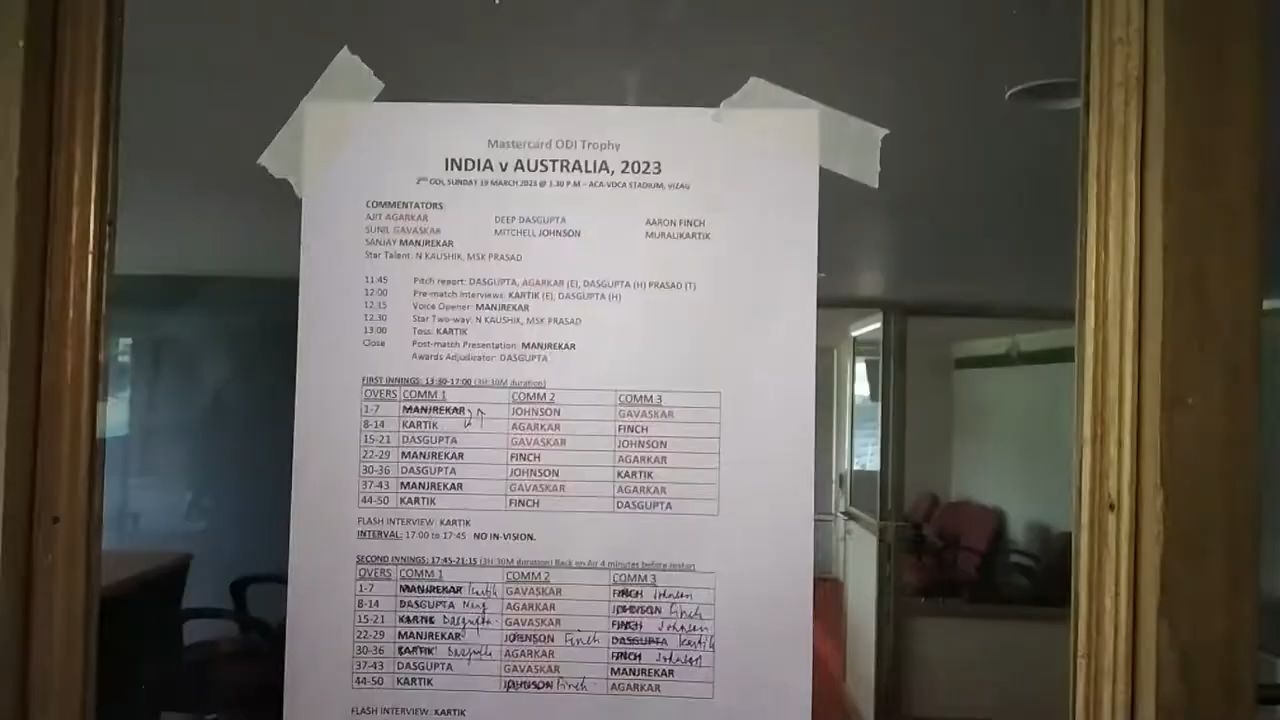 Mastercard ODI Trophy
INDIA v AUSTRALIA, 2023
2ND ODI, SUNDAY 19 MARCH 2023 @ 1.30 P.M – ACA-VDCA STADIUM, VIZAG
COMMENTATORS
AJIT AGARKAR DEEP DASGUPTA AARON FINCH
SUNIL GAVASKAR MITCHELL JOHNSON MURALIKARTIK
SANJAY MANJREKAR
Star Talent: N KAUSHIK, MSK PRASAD
11:45 Pitch report: DASGUPTA, AGARKAR (E), DASGUPTA (H) PRASAD (T)
12:00 Pre-match Interviews: KARTIK (E), DASGUPTA (H)
12.15 Voice Opener: MANJREKAR
12.30 Star Two-way: N KAUSHIK, MSK PRASAD
13:00 Toss: KARTIK
Close Post-match Presentation: MANJREKAR
Awards Adjudicator: DASGUPTA
FIRST INNINGS: 13:30-17:00 (3H:30M duration)
OVERS COMM 1 COMM 2 COMM 3
1-7 MANJREKAR JOHNSON GAVASKAR
8-14 KARTIK AGARKAR FINCH
15-21 DASGUPTA GAVASKAR JOHNSON
22-29 MANJREKAR FINCH AGARKAR
30-36 DASGUPTA JOHNSON KARTIK
37-43 MANJREKAR GAVASKAR AGARKAR
44-50 KARTIK FINCH DASGUPTA
FLASH INTERVIEW: KARTIK
INTERVAL: 17:00 to 17:45 NO IN-VISION.
SECOND INNINGS: 17:45-21:15 (3H:30M duration) Back on Air 4 minutes before restart
OVERS COMM 1 COMM 2 COMM 3
1-7 MANJREKAR Kartik GAVASKAR FINCH Johnson
8-14 DASGUPTA AGARKAR JOHNSON Finch
15-21 KARTIK Dasgupta GAVASKAR FINCH Johnson
22-29 MANJREKAR JOHNSON Finch DASGUPTA Kartik
30-36 KARTIK Dasgupta AGARKAR FINCH Johnson
37-43 DASGUPTA GAVASKAR MANJREKAR
44-50 KARTIK JOHNSON Finch AGARKAR
FLASH INTERVIEW: KARTIK